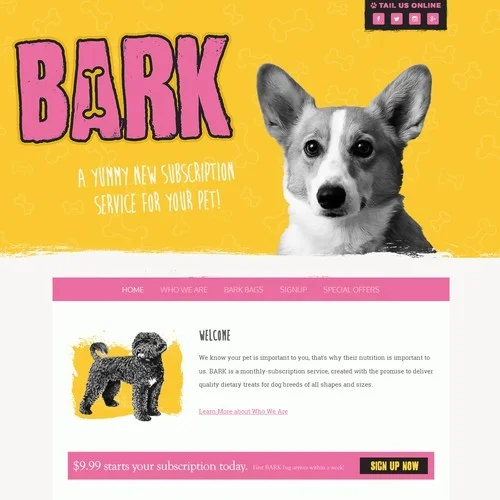 TAIL US ONLINE
BARK
A YUMMY NEW SUBSCRIPTION
SERVICE FOR YOUR PET!
HOME WHO WE ARE BARK BAGS SIGNUP SPECIAL OFFERS
WELCOME
We know your pet is important to you, that's why their nutrition is important to
us. BARK is a monthly-subscription service, created with the promise to deliver
quality dietary treats for dog breeds of all shapes and sizes.
Learn More about Who We Are
$9.99 starts your subscription today. First BARK bag arrives within a week! SIGN UP NOW